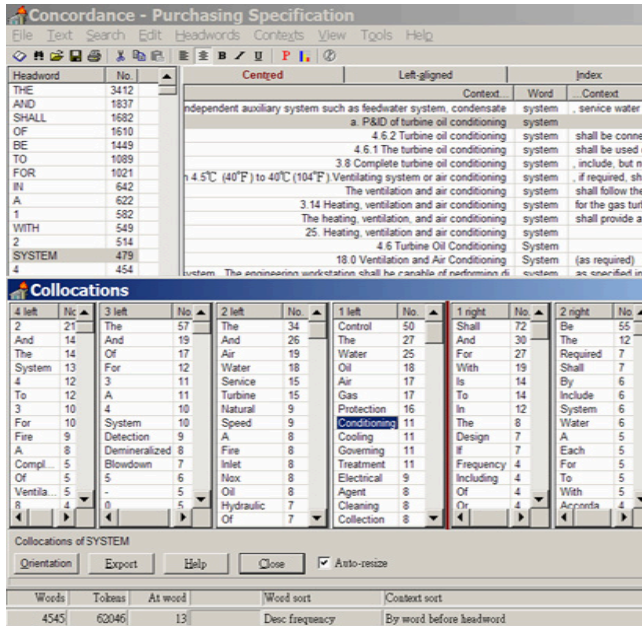 Concordance - Purchasing Specification
File Text Search Edit Headwords Contexts View Tools Help
B I U P
Headword No. Centred Left-aligned Index
Context... Word ...Context
THE 3412
AND 1837
SHALL 1682
OF 1610
BE 1449
TO 1089
FOR 1021
IN 642
A 622
1 582
WITH 549
2 514
SYSTEM 479
4 454
ndependent auxiliary system such as feedwater system, condensate system , service water
a. P&ID of turbine oil conditioning system
4.6.2 Turbine oil conditioning system shall be conne
4.6.1 The turbine oil conditioning system shall be used
3.8 Complete turbine oil conditioning system , include, but n
n 4.5℃ (40℉) to 40℃ (104℉).Ventilating system or air conditioning system , if required, sh
The ventilation and air conditioning system shall follow the
3.14 Heating, ventilation, and air conditioning system for the gas tur
The heating, ventilation, and air conditioning system shall provide a
25. Heating, ventilation and air conditioning System
4.6 Turbine Oil Conditioning System
18.0 Ventilation and Air Conditioning System (as required)
system. The engineering workstation shall be capable of performing di system as specified in
Collocations
4 left No 3 left No 2 left No. 1 left No. 1 right No. 2 right No.
2 21 The 57 The 34 Control 50 Shall 72 Be 55
And 14 And 19 And 26 The 27 And 30 The 12
The 14 Of 17 Air 19 Water 25 For 27 Required 7
System 13 For 12 Water 18 Oil 18 With 19 Shall 7
4 12 3 11 Service 15 Air 17 Is 14 By 6
To 12 A 11 Turbine 15 Gas 17 To 14 Include 6
3 10 4 10 Natural 9 Protection 16 In 12 System 6
For 10 System 10 Speed 9 Conditioning 11 The 8 Water 6
Fire 9 Detection 9 A 8 Cooling 11 Design 7 A 5
A 8 Demineralized 8 Fire 8 Governing 11 If 7 Each 5
Compl... 5 Blowdown 7 Inlet 8 Treatment 11 Frequency 4 For 5
Of 5 5 6 Nox 8 Electrical 9 Including 4 To 5
Ventila... 5 - 5 Oil 8 Agent 8 Of 4 With 5
8 4 0 5 Hydraulic 7 Cleaning 8 Or 4 Accorda 4
Of 7 Collection 8
Collocations of SYSTEM
Orientation Export Help Close Auto-resize
Words Tokens At word Word sort Context sort
4545 62046 13 Desc frequency By word before headword